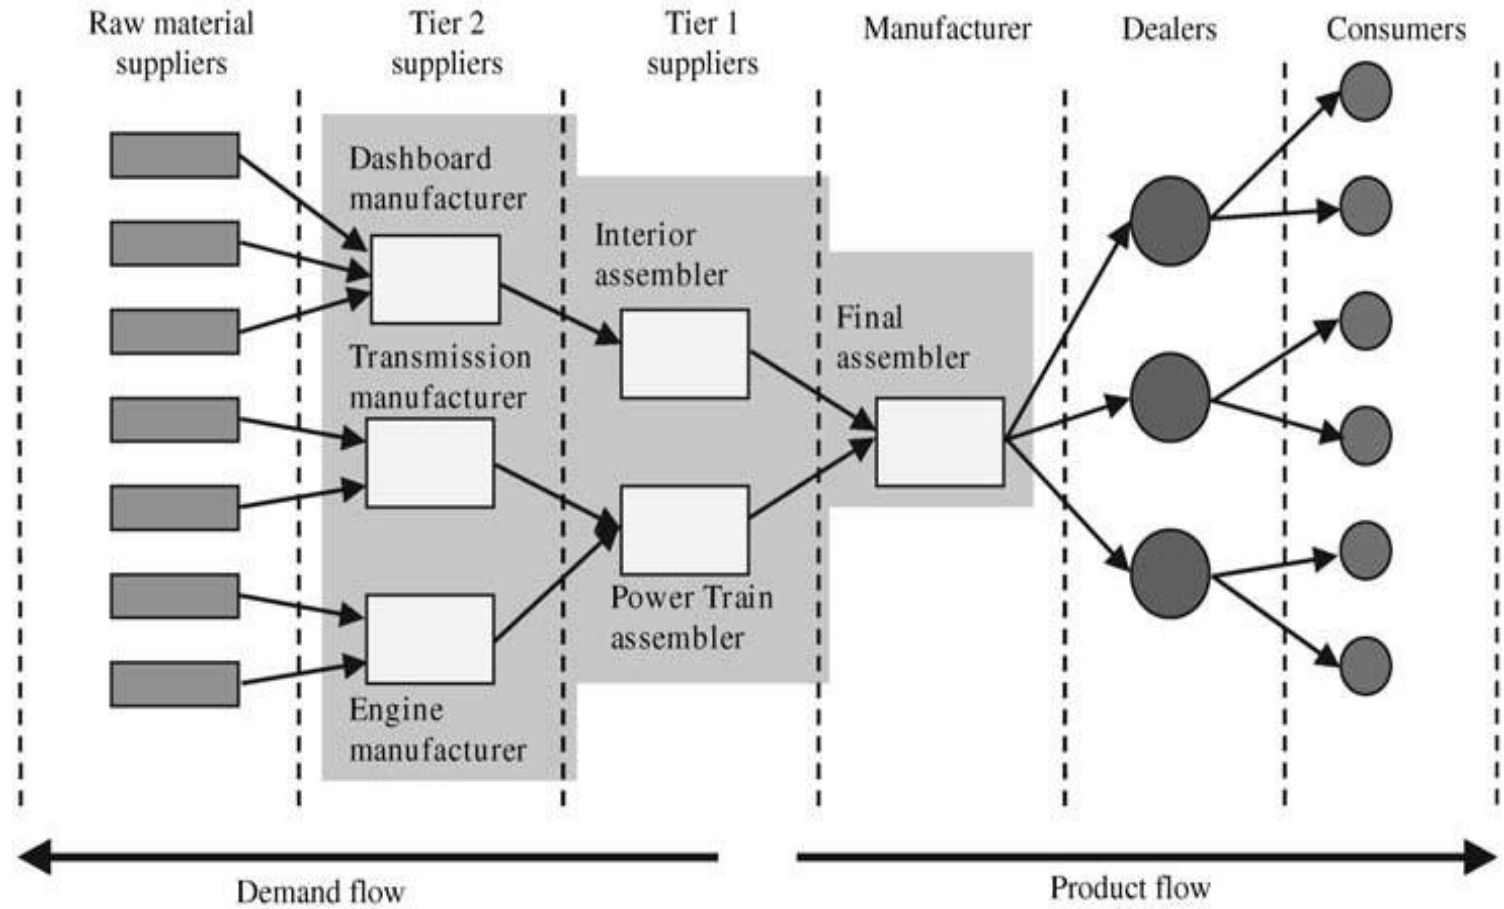 Raw material
suppliers
Tier 2
suppliers
Tier 1
suppliers
Manufacturer
Dealers
Consumers
Dashboard
manufacturer
Interior
assembler
Final
assembler
Transmission
manufacturer
Power Train
assembler
Engine
manufacturer
Demand flow
Product flow